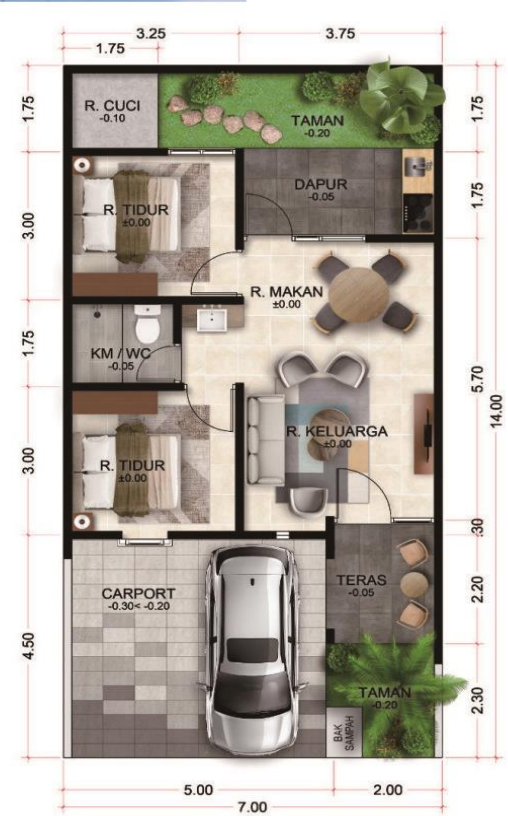 3.25
3.75
1.75
1.75
3.00
1.75
3.00
4.50
1.75
1.75
5.70
.30
2.20
2.30
14.00
R. CUCI
-0.10
TAMAN
-0.20
DAPUR
-0.05
R. TIDUR
±0.00
R. MAKAN
±0.00
KM / WC
-0.05
R. TIDUR
±0.00
R. KELUARGA
±0.00
CARPORT
-0.30< -0.20
TERAS
-0.05
TAMAN
-0.20
BAK
SAMPAH
5.00
2.00
7.00